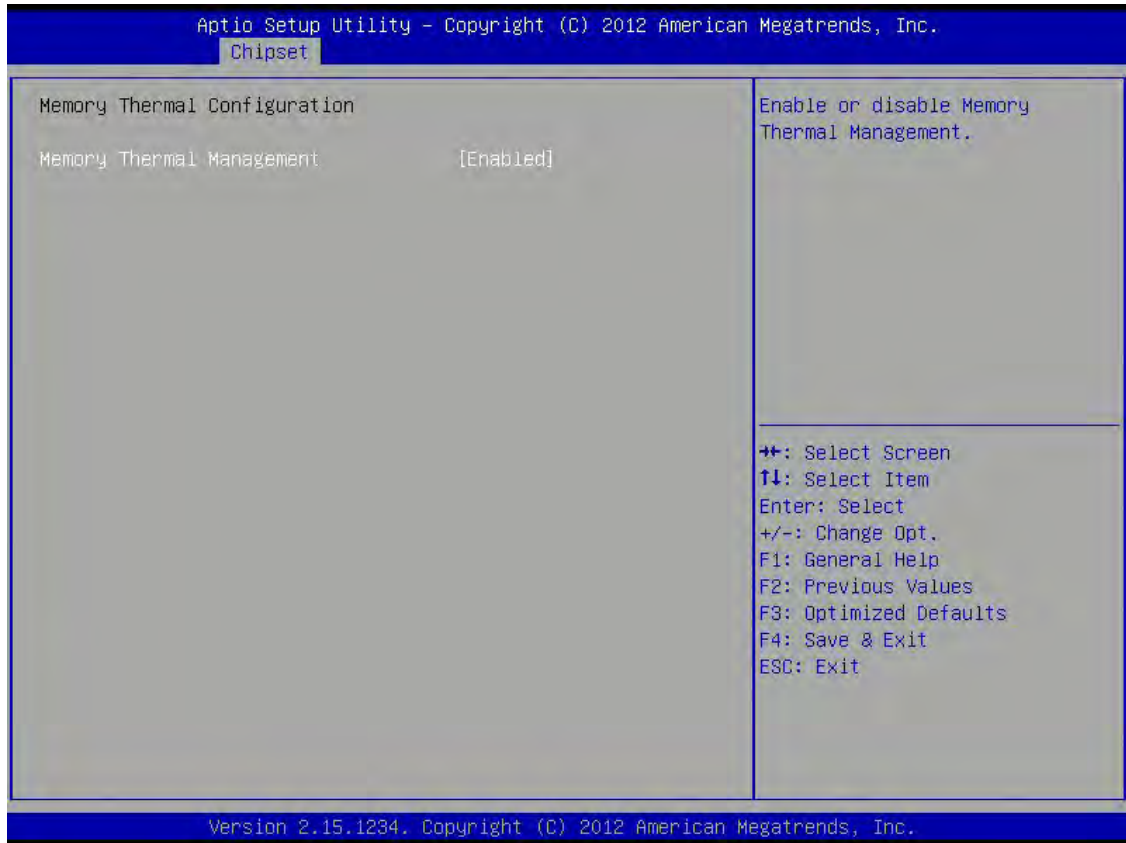 Aptio Setup Utility – Copyright (C) 2012 American Megatrends, Inc.
Chipset
Memory Thermal Configuration
Memory Thermal Management [Enabled]
Enable or disable Memory
Thermal Management.
→←: Select Screen
↑↓: Select Item
Enter: Select
+/-: Change Opt.
F1: General Help
F2: Previous Values
F3: Optimized Defaults
F4: Save & Exit
ESC: Exit
Version 2.15.1234. Copyright (C) 2012 American Megatrends, Inc.